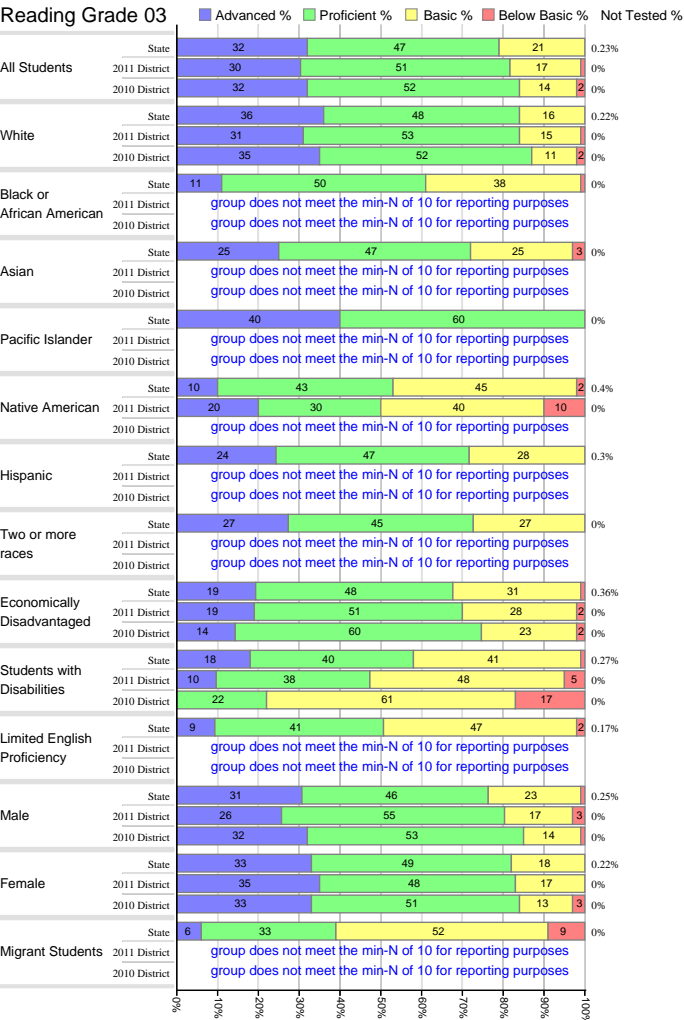 Reading Grade 03
Advanced % Proficient % Basic % Below Basic % Not Tested %
All Students
State 32 47 21 0.23%
2011 District 30 51 17 0%
2010 District 32 52 14 2 0%
White
State 36 48 16 0.22%
2011 District 31 53 15 0%
2010 District 35 52 11 2 0%
Black or
African American
State 11 50 38 0%
2011 District group does not meet the min-N of 10 for reporting purposes
2010 District group does not meet the min-N of 10 for reporting purposes
Asian
State 25 47 25 3 0%
2011 District group does not meet the min-N of 10 for reporting purposes
2010 District group does not meet the min-N of 10 for reporting purposes
Pacific Islander
State 40 60 0%
2011 District group does not meet the min-N of 10 for reporting purposes
2010 District group does not meet the min-N of 10 for reporting purposes
Native American
State 10 43 45 2 0.4%
2011 District 20 30 40 10 0%
2010 District group does not meet the min-N of 10 for reporting purposes
Hispanic
State 24 47 28 0.3%
2011 District group does not meet the min-N of 10 for reporting purposes
2010 District group does not meet the min-N of 10 for reporting purposes
Two or more
races
State 27 45 27 0%
2011 District group does not meet the min-N of 10 for reporting purposes
2010 District group does not meet the min-N of 10 for reporting purposes
Economically
Disadvantaged
State 19 48 31 0.36%
2011 District 19 51 28 2 0%
2010 District 14 60 23 2 0%
Students with
Disabilities
State 18 40 41 0.27%
2011 District 10 38 48 5 0%
2010 District 22 61 17 0%
Limited English
Proficiency
State 9 41 47 2 0.17%
2011 District group does not meet the min-N of 10 for reporting purposes
2010 District group does not meet the min-N of 10 for reporting purposes
Male
State 31 46 23 0.25%
2011 District 26 55 17 3 0%
2010 District 32 53 14 0%
Female
State 33 49 18 0.22%
2011 District 35 48 17 0%
2010 District 33 51 13 3 0%
Migrant Students
State 6 33 52 9 0%
2011 District group does not meet the min-N of 10 for reporting purposes
2010 District group does not meet the min-N of 10 for reporting purposes
0% 10% 20% 30% 40% 50% 60% 70% 80% 90% 100%